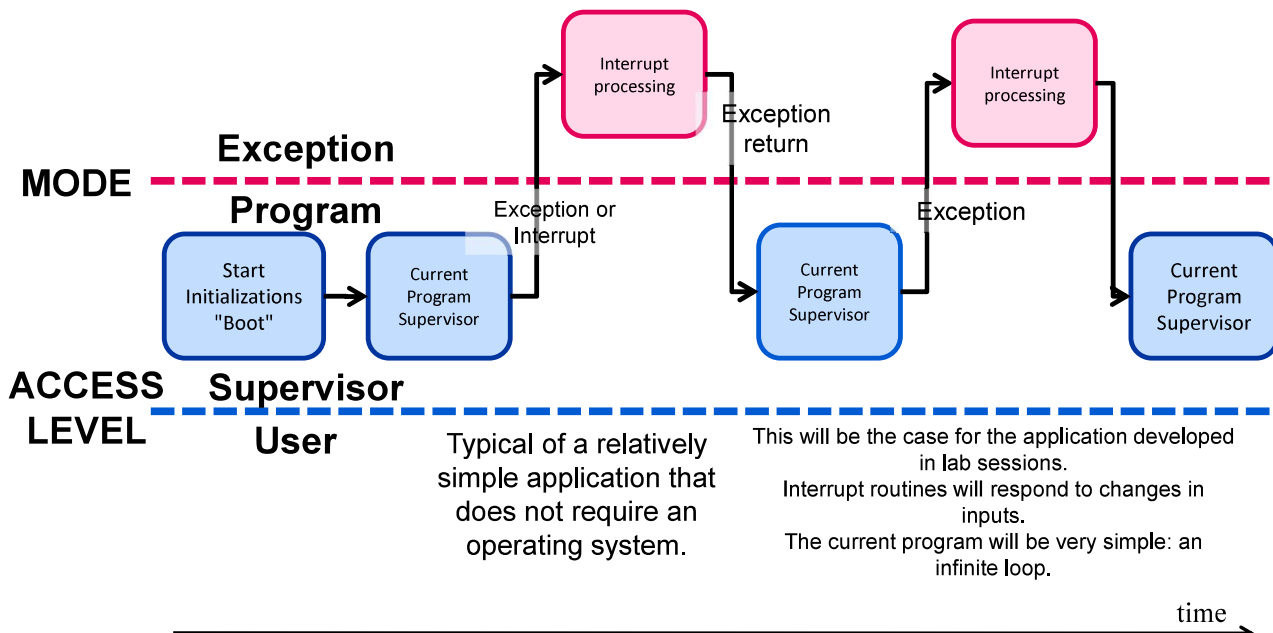 Interrupt
processing
Interrupt
processing
Exception
return
Exception
MODE
Program
Exception or
Interrupt
Exception
Start
Initializations
"Boot"
Current
Program
Supervisor
Current
Program
Supervisor
Current
Program
Supervisor
ACCESS
LEVEL
Supervisor
User
Typical of a relatively
simple application that
does not require an
operating system.
This will be the case for the application developed
in lab sessions.
Interrupt routines will respond to changes in
inputs.
The current program will be very simple: an
infinite loop.
time